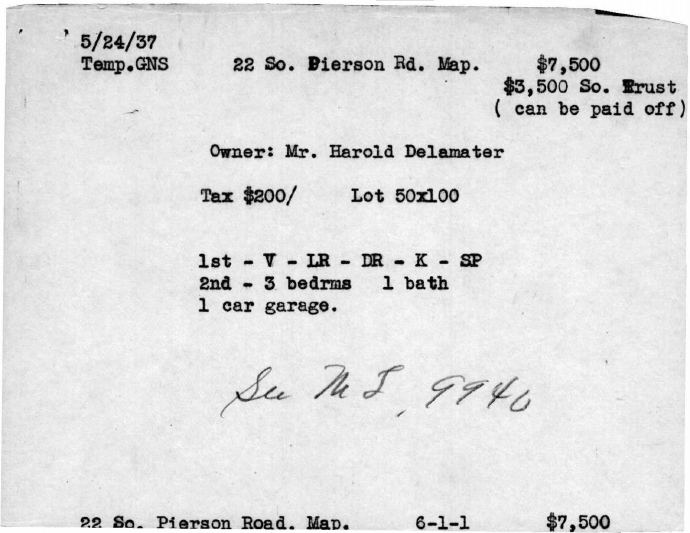 5/24/37
Temp.GNS 22 So. Pierson Rd. Map. $7,500
$3,500 So. Trust
( can be paid off)
Owner: Mr. Harold Delamater
Tax $200/ Lot 50x100
1st - V - LR - DR - K - SP
2nd - 3 bedrms 1 bath
1 car garage.
See M L, 9940
22 So. Pierson Road. Map. 6-1-1 $7,500